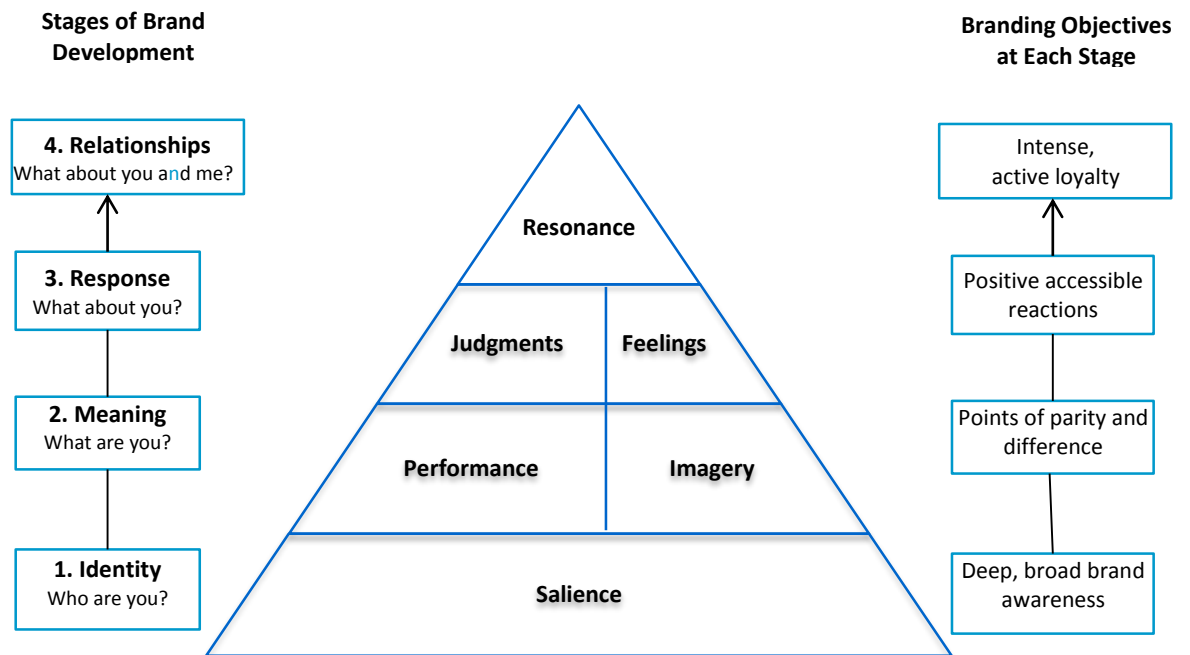 Stages of Brand
Development
Branding Objectives
at Each Stage
4. Relationships
What about you and me?
Intense,
active loyalty
Resonance
3. Response
What about you?
Positive accessible
reactions
Judgments
Feelings
2. Meaning
What are you?
Points of parity and
difference
Performance
Imagery
1. Identity
Who are you?
Deep, broad brand
awareness
Salience